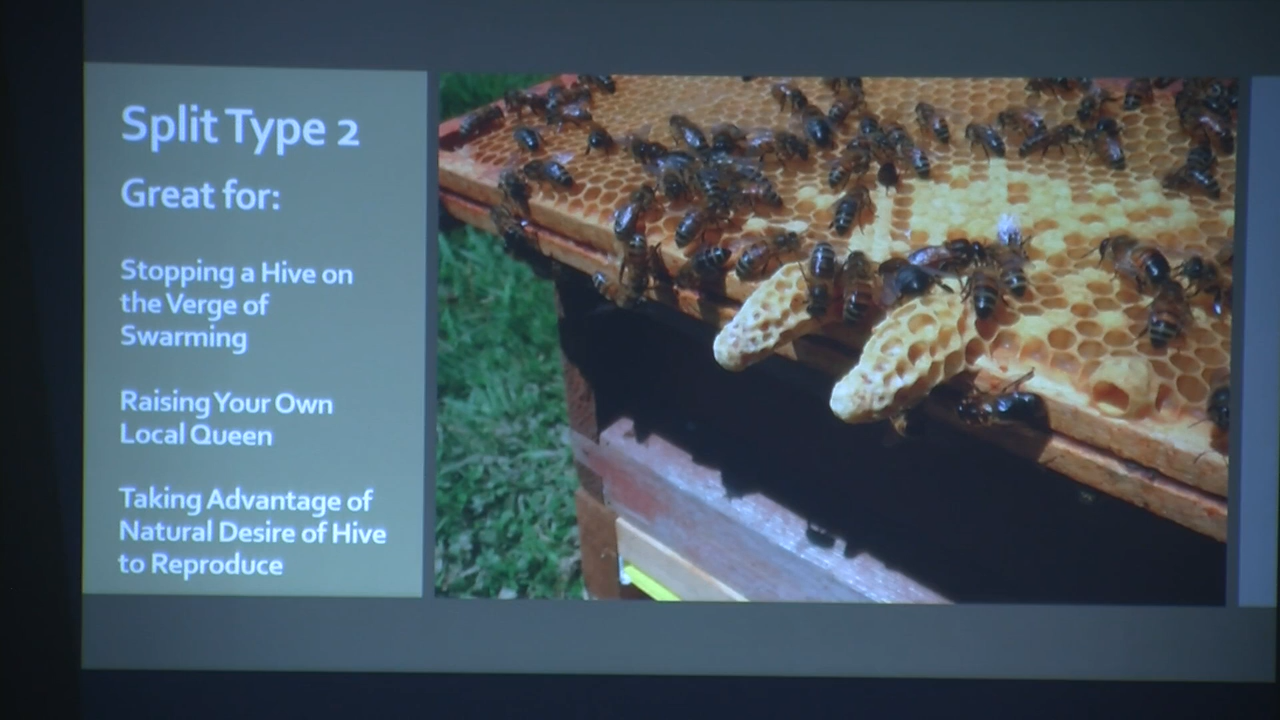 Split Type 2
Great for:
Stopping a Hive on
the Verge of
Swarming
Raising Your Own
Local Queen
Taking Advantage of
Natural Desire of Hive
to Reproduce